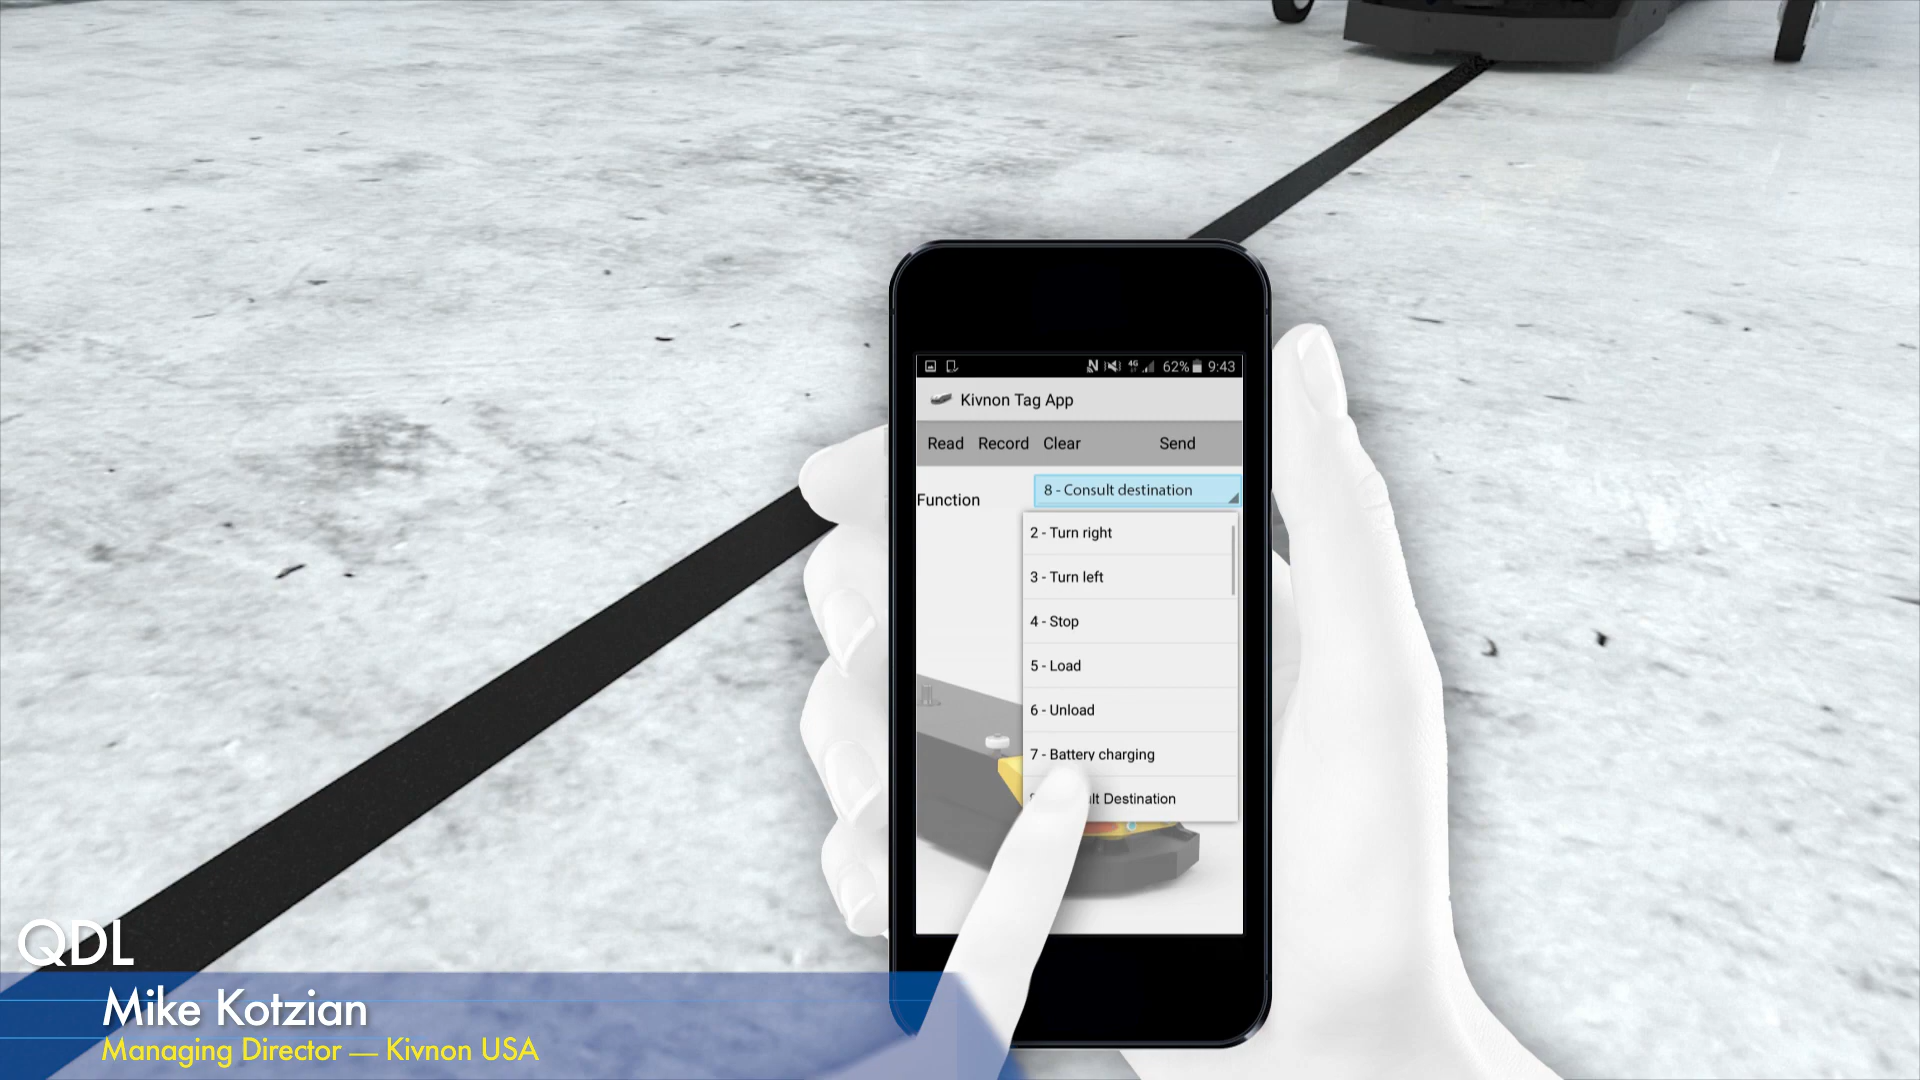 N 4G 62% 9:43
Kivnon Tag App
Read Record Clear Send
Function
8 - Consult destination
2 - Turn right
3 - Turn left
4 - Stop
5 - Load
6 - Unload
7 - Battery charging
Destination
QDL
Mike Kotzian
Managing Director — Kivnon USA